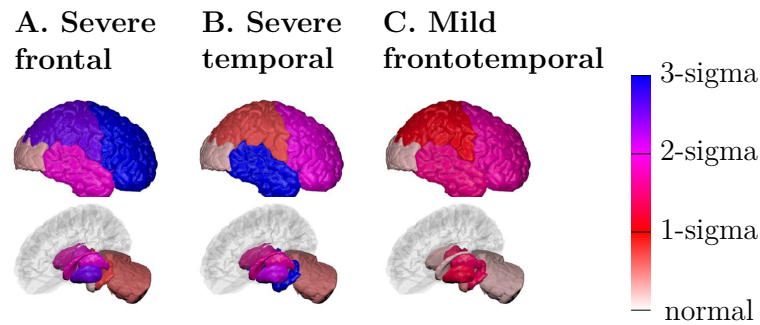 A. Severe
frontal
B. Severe
temporal
C. Mild
frontotemporal
3-sigma
2-sigma
1-sigma
normal